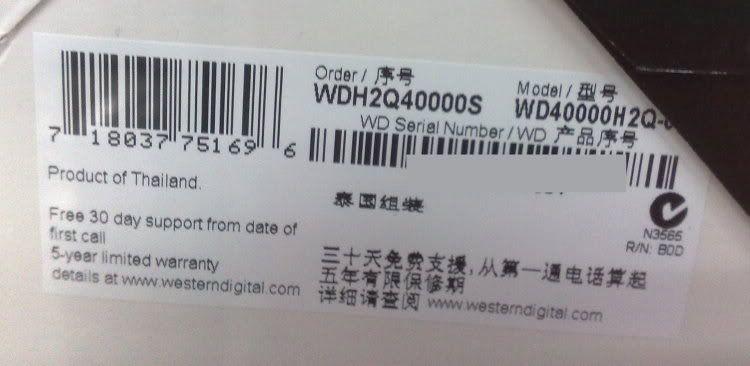 Order / 序号
WDH2Q40000S
Model / 型号
WD40000H2Q-
WD Serial Number / WD 产品序号
7 18037 75169 6
Product of Thailand.
泰国组装
N3565
R/N: B0D
Free 30 day support from date of
first call
5-year limited warranty
details at www.westerndigital.com
三十天免费支援,从第一通电话算起
五年有限保修期
详细请查阅 www.westerndigital.com